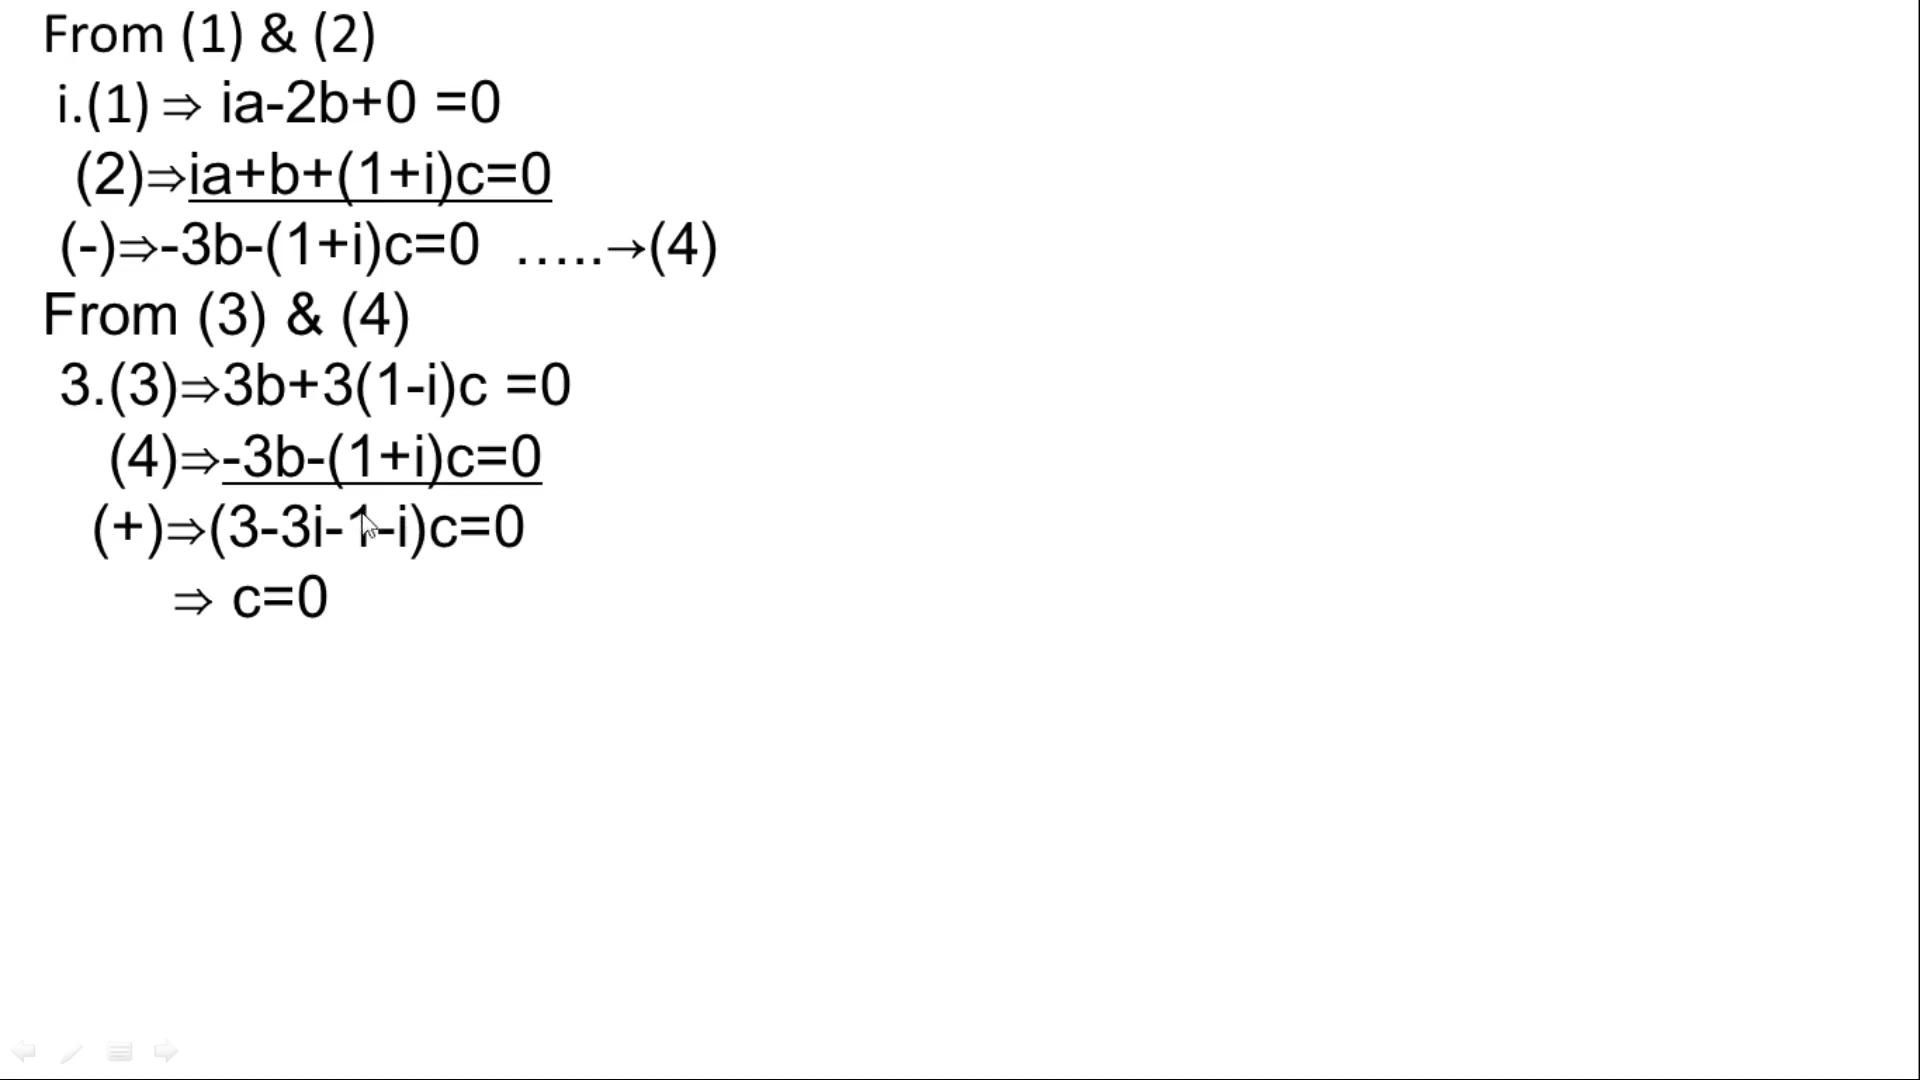 From (1) & (2)
i.(1) ⇒ ia-2b+0 =0
(2)⇒ia+b+(1+i)c=0
(-)⇒-3b-(1+i)c=0 …..→(4)
From (3) & (4)
3.(3)⇒3b+3(1-i)c =0
(4)⇒-3b-(1+i)c=0
(+)⇒(3-3i-1-i)c=0
⇒ c=0